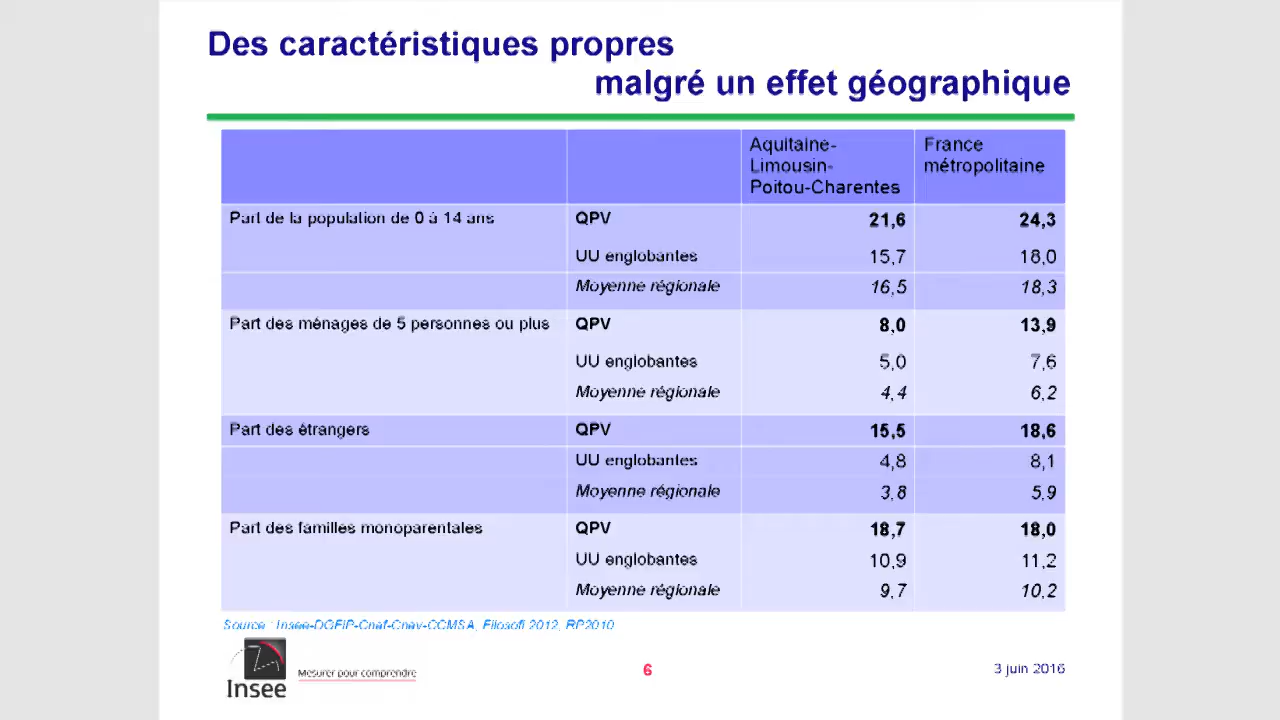 Des caractéristiques propres
malgré un effet géographique
Aquitaine-
Limousin-
Poitou-Charentes
France
métropolitaine
Part de la population de 0 à 14 ans QPV 21,6 24,3
UU englobantes 15,7 18,0
Moyenne régionale 16,5 18,3
Part des ménages de 5 personnes ou plus QPV 8,0 13,9
UU englobantes 5,0 7,6
Moyenne régionale 4,4 6,2
Part des étrangers QPV 15,5 18,6
UU englobantes 4,8 8,1
Moyenne régionale 3,8 5,9
Part des familles monoparentales QPV 18,7 18,0
UU englobantes 10,9 11,2
Moyenne régionale 9,7 10,2
Source : Insee-DGFiP-Cnaf-Cnav-CCMSA, Filosofi 2012, RP2010
Insee Mesurer pour comprendre
6
3 juin 2016